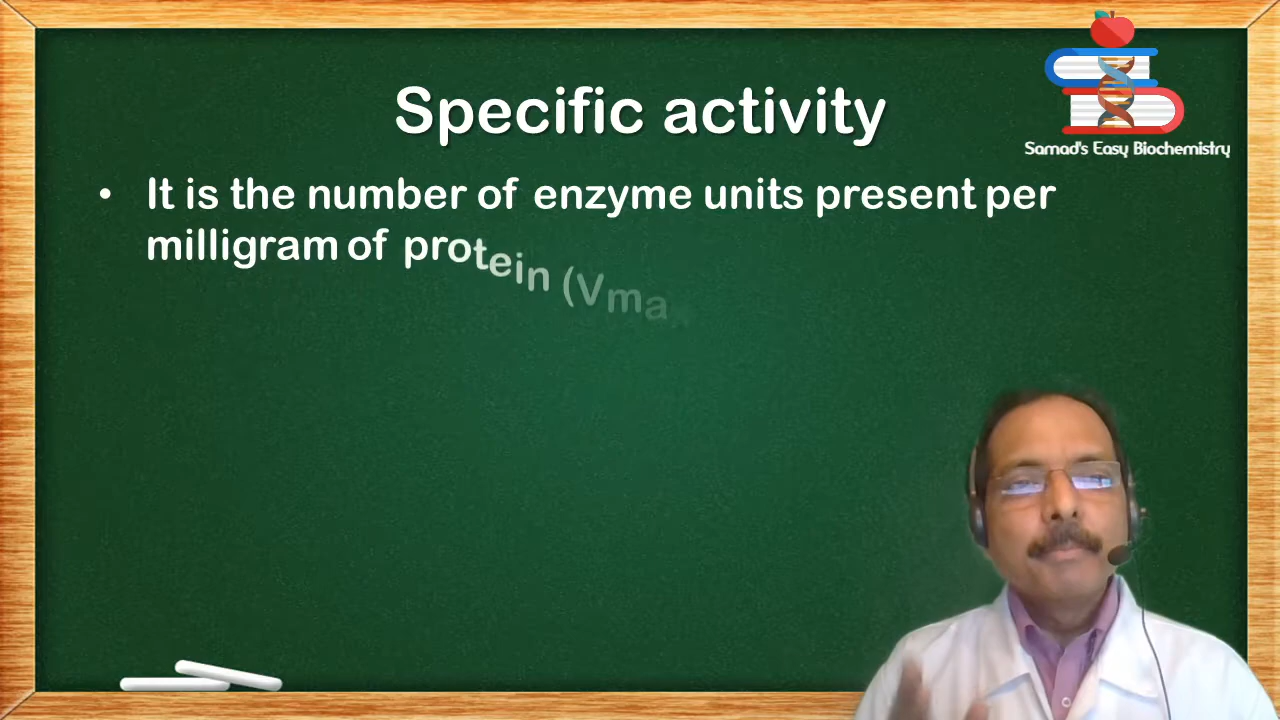 Specific activity
Samad's Easy Biochemistry
• It is the number of enzyme units present per
milligram of protein (Vmax